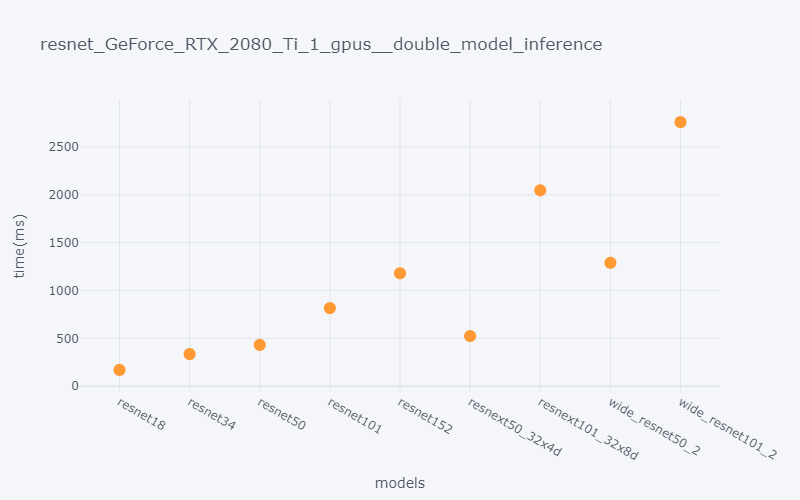 resnet_GeForce_RTX_2080_Ti_1_gpus__double_model_inference
2500
2000
1500
1000
500
0
time(ms)
resnet18
resnet34
resnet50
resnet101
resnet152
resnext50_32x4d
resnext101_32x8d
wide_resnet50_2
wide_resnet101_2
models